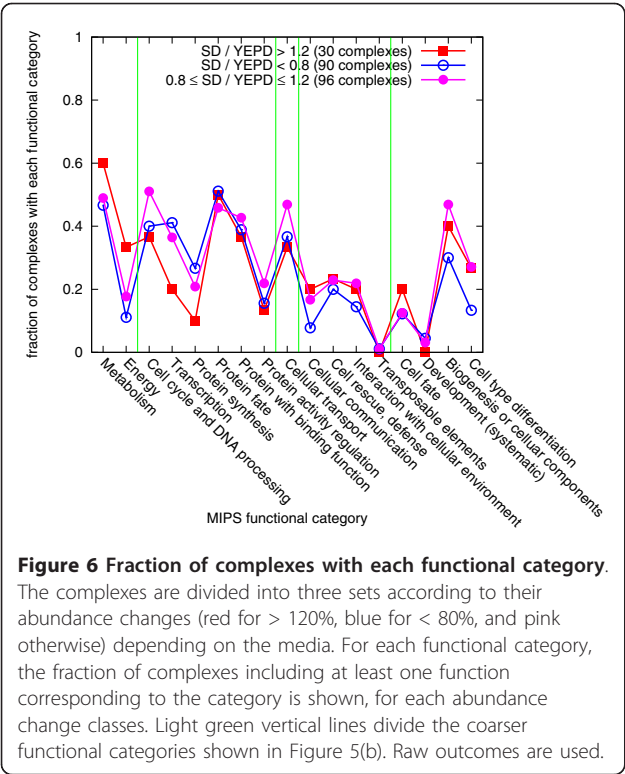 SD / YEPD > 1.2 (30 complexes)
SD / YEPD < 0.8 (90 complexes)
0.8 ≤ SD / YEPD ≤ 1.2 (96 complexes)
1
0.8
0.6
0.4
0.2
0
fraction of complexes with each functional category
Metabolism
Energy
Cell cycle and DNA processing
Transcription
Protein synthesis
Protein fate
Protein with binding function
Protein activity regulation
Cellular transport
Cellular communication
Cell rescue, defense
Interaction with cellular environment
Transposable elements
Cell fate
Development (systematic)
Biogenesis or cellular components
Cell type differentiation
MIPS functional category
Figure 6 Fraction of complexes with each functional category.
The complexes are divided into three sets according to their
abundance changes (red for > 120%, blue for < 80%, and pink
otherwise) depending on the media. For each functional category,
the fraction of complexes including at least one function
corresponding to the category is shown, for each abundance
change classes. Light green vertical lines divide the coarser
functional categories shown in Figure 5(b). Raw outcomes are used.